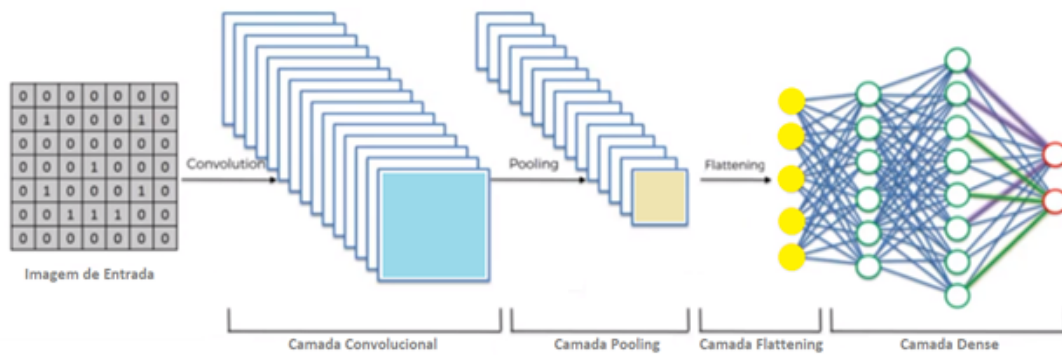 0 0 0 0 0 0 0
0 1 0 0 0 1 0
0 0 0 0 0 0 0
0 0 0 1 0 0 0
0 1 0 0 0 1 0
0 0 1 1 1 0 0
0 0 0 0 0 0 0
Imagem de Entrada
Convolution
Pooling
Flattening
Camada Convolucional
Camada Pooling
Camada Flattening
Camada Dense